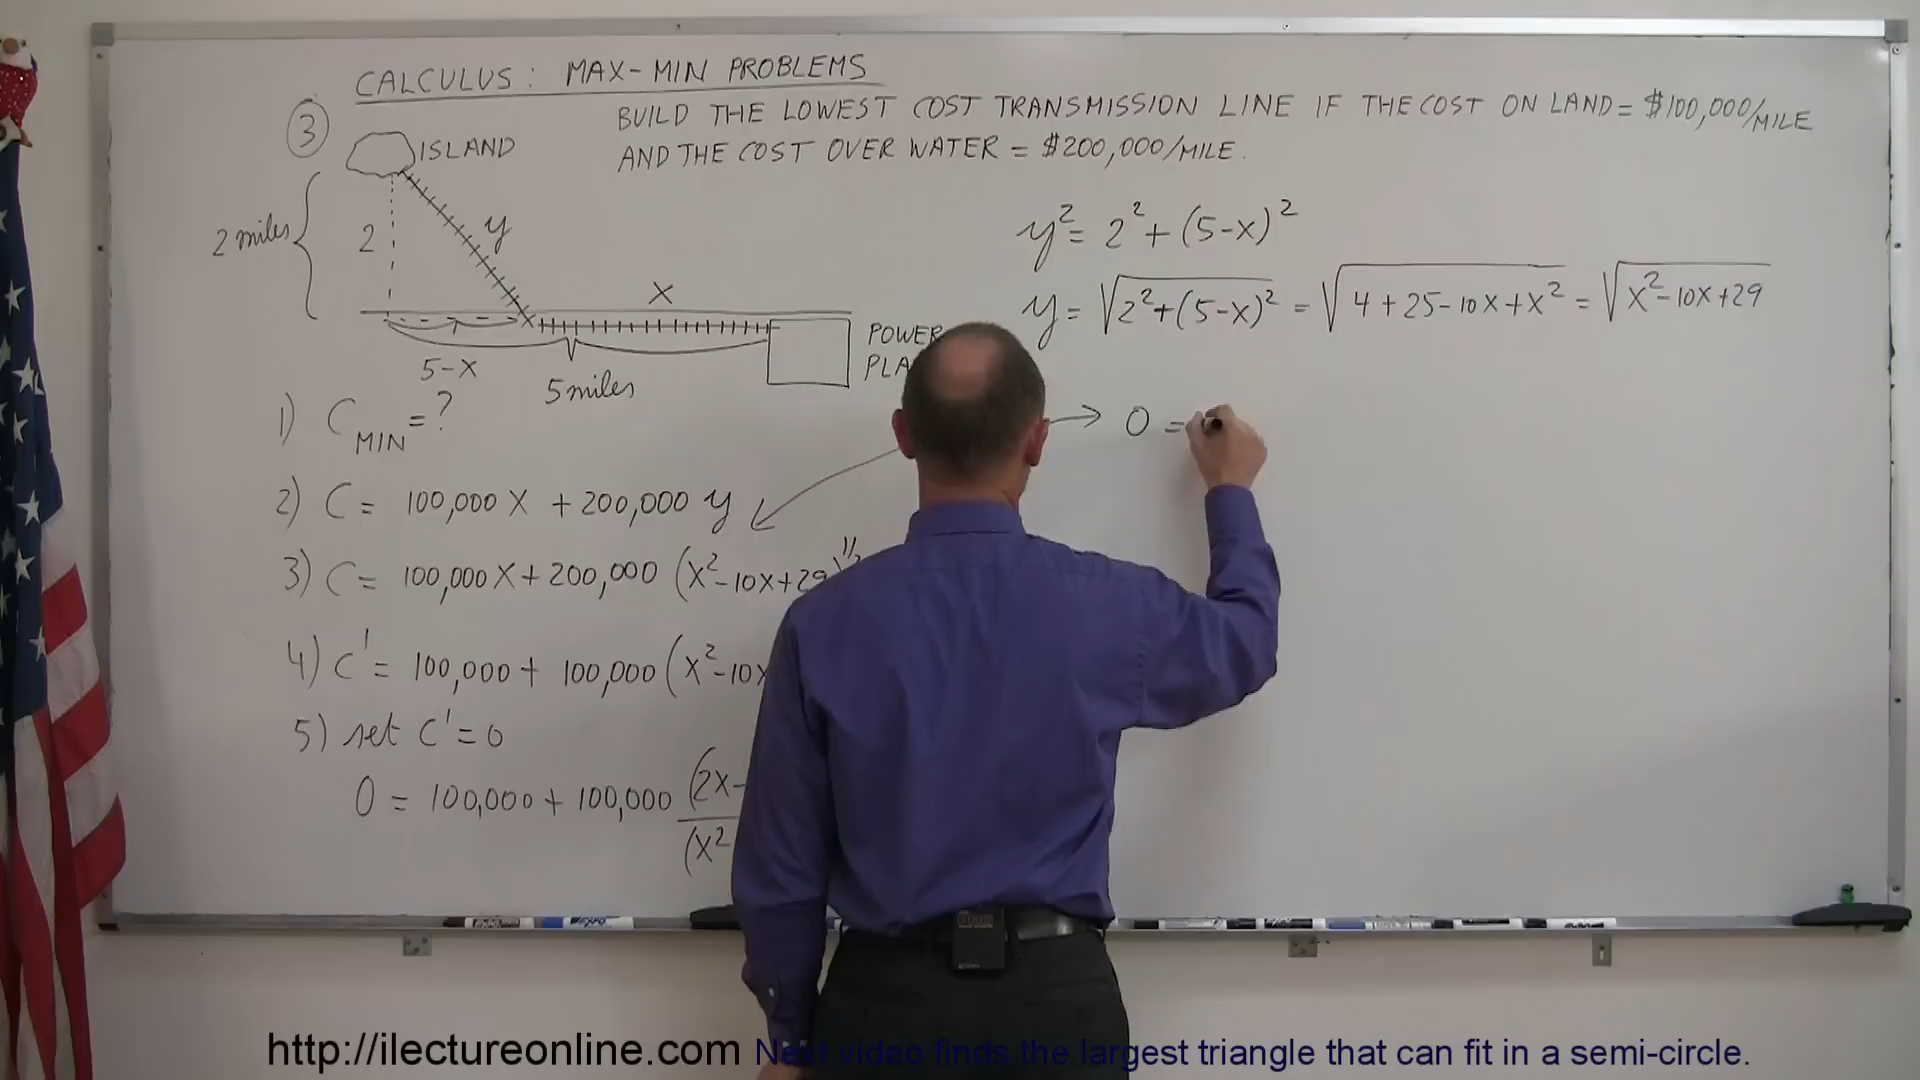 CALCULUS: MAX-MIN PROBLEMS
3
BUILD THE LOWEST COST TRANSMISSION LINE IF THE COST ON LAND = $100,000/MILE
AND THE COST OVER WATER = $200,000/MILE.
ISLAND
2 miles
2
y
x
5-x
5 miles
POWER
y² = 2² + (5-x)²
y = √(2²+(5-x)²) = √(4+25-10x+x²) = √(x²-10x+29)
1) C MIN = ?
0 =
2) C = 100,000 x + 200,000 y
3) C = 100,000 x + 200,000 (x²-10x+29)
4) C' = 100,000 + 100,000 (x²-10x
5) set C' = 0
0 = 100,000 + 100,000 (2x-
(x²
EXPO
http://ilectureonline.com Next video finds the largest triangle that can fit in a semi-circle.